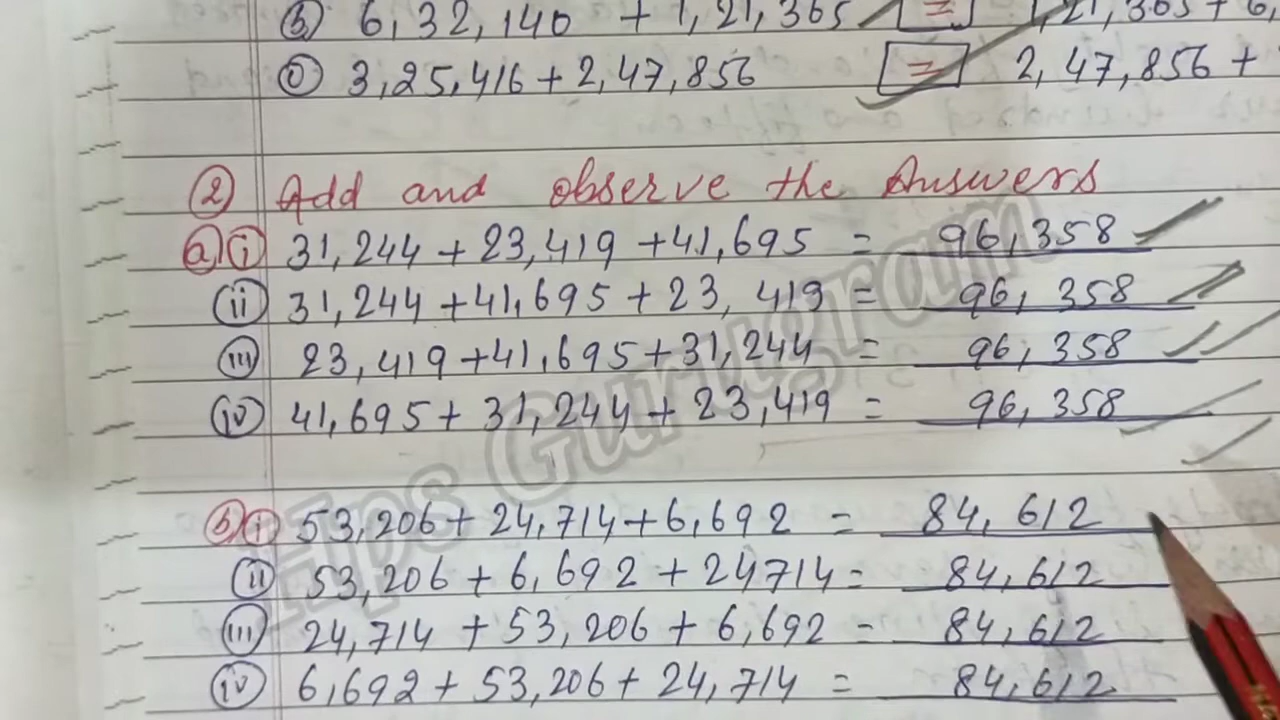 (b) 6,32,140 + 1,21,365 = 1,21,365 + 6,
(c) 3,25,416 + 2,47,856 = 2,47,856 +
(2) Add and observe the Answers
(a) (i) 31,244 + 23,419 + 41,695 = 96,358
(ii) 31,244 + 41,695 + 23,419 = 96,358
(iii) 23,419 + 41,695 + 31,244 = 96,358
(iv) 41,695 + 31,244 + 23,419 = 96,358
(b) (i) 53,206 + 24,714 + 6,692 = 84,612
(ii) 53,206 + 6,692 + 24714 = 84,612
(iii) 24,714 + 53,206 + 6,692 = 84,612
(iv) 6,692 + 53,206 + 24,714 = 84,612
Hps Gurugram